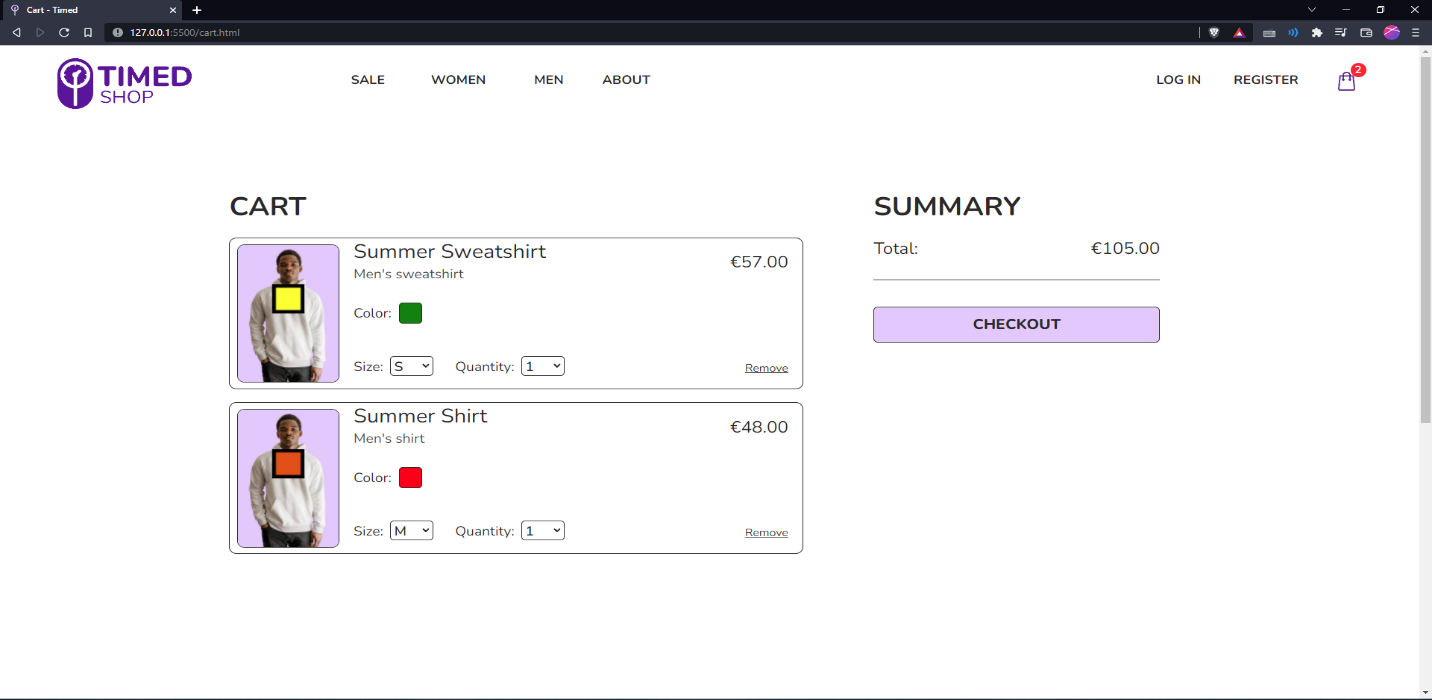 Cart - Timed
127.0.0.1:5500/cart.html
TIMED
SHOP
SALE WOMEN MEN ABOUT LOG IN REGISTER 2
CART
Summer Sweatshirt
€57.00
Men's sweatshirt
Color:
Size: S Quantity: 1 Remove
Summer Shirt
€48.00
Men's shirt
Color:
Size: M Quantity: 1 Remove
SUMMARY
Total: €105.00
CHECKOUT